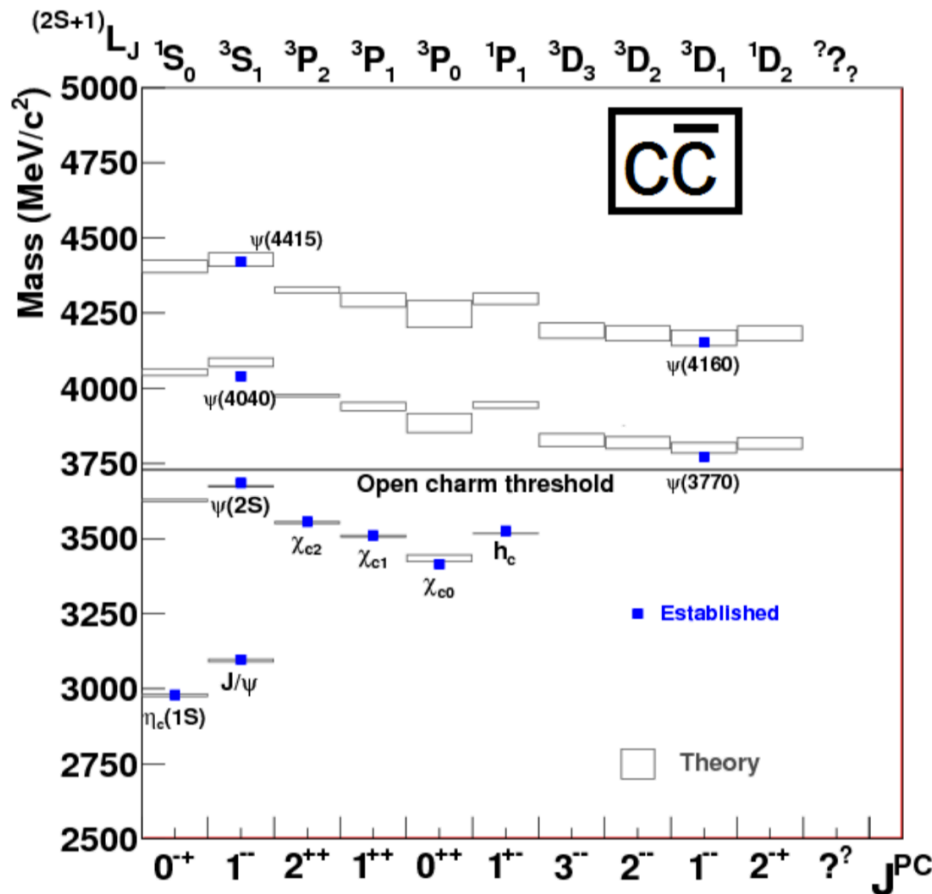 (2S+1)L_J ¹S₀ ³S₁ ³P₂ ³P₁ ³P₀ ¹P₁ ³D₃ ³D₂ ³D₁ ¹D₂ ??_?
Mass (MeV/c²)
5000
cc̅
4750
4500
ψ(4415)
4250
ψ(4160)
4000
ψ(4040)
3750
Open charm threshold
ψ(3770)
ψ(2S)
3500
χc2
χc1
hc
χc0
3250
Established
3000
J/ψ
ηc(1S)
2750
Theory
2500
0⁻⁺ 1⁻⁻ 2⁺⁺ 1⁺⁺ 0⁺⁺ 1⁺⁻ 3⁻⁻ 2⁻⁻ 1⁻⁻ 2⁻⁺ ?^? J^PC